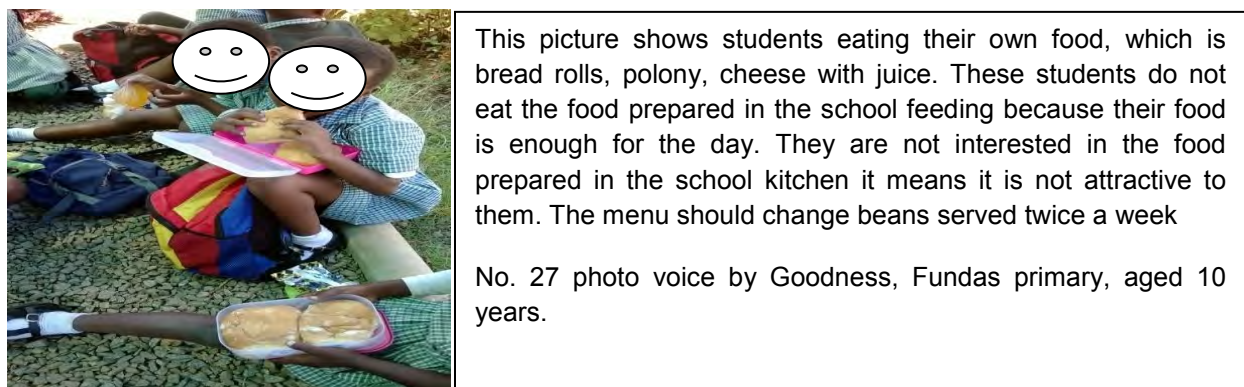 This picture shows students eating their own food, which is
bread rolls, polony, cheese with juice. These students do not
eat the food prepared in the school feeding because their food
is enough for the day. They are not interested in the food
prepared in the school kitchen it means it is not attractive to
them. The menu should change beans served twice a week
No. 27 photo voice by Goodness, Fundas primary, aged 10
years.